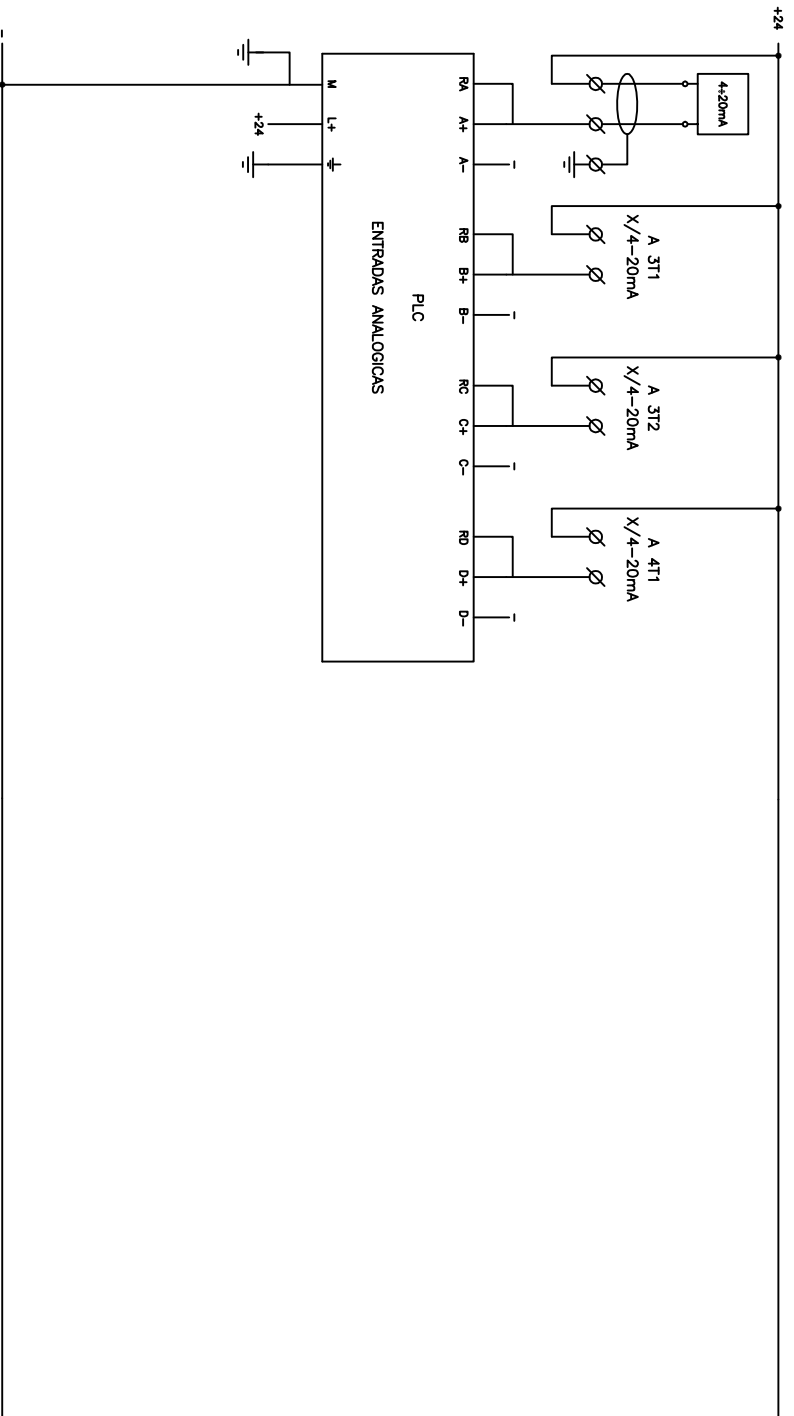 +24
-
4÷20mA
A 3T1
X/4-20mA
A 3T2
X/4-20mA
A 4T1
X/4-20mA
RA
A+
A-
RB
B+
B-
RC
C+
C-
RD
D+
D-
-
-
-
-
PLC
ENTRADAS ANALOGICAS
M
L+
+24